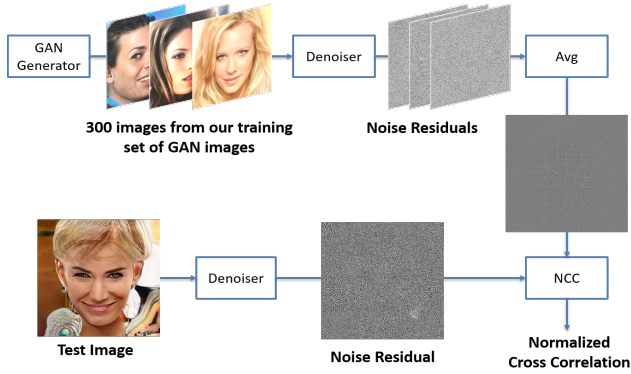 GAN
Generator
Denoiser
Avg
300 images from our training
set of GAN images
Noise Residuals
Denoiser
NCC
Test Image
Noise Residual
Normalized
Cross Correlation